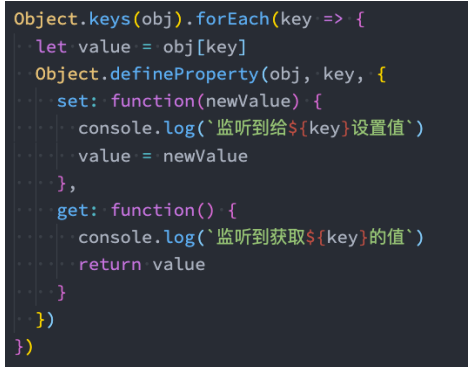 Object.keys(obj).forEach(key => {
  let value = obj[key]
  Object.defineProperty(obj, key, {
    set: function(newValue) {
      console.log(`监听到给${key}设置值`)
      value = newValue
    },
    get: function() {
      console.log(`监听到获取${key}的值`)
      return value
    }
  })
})